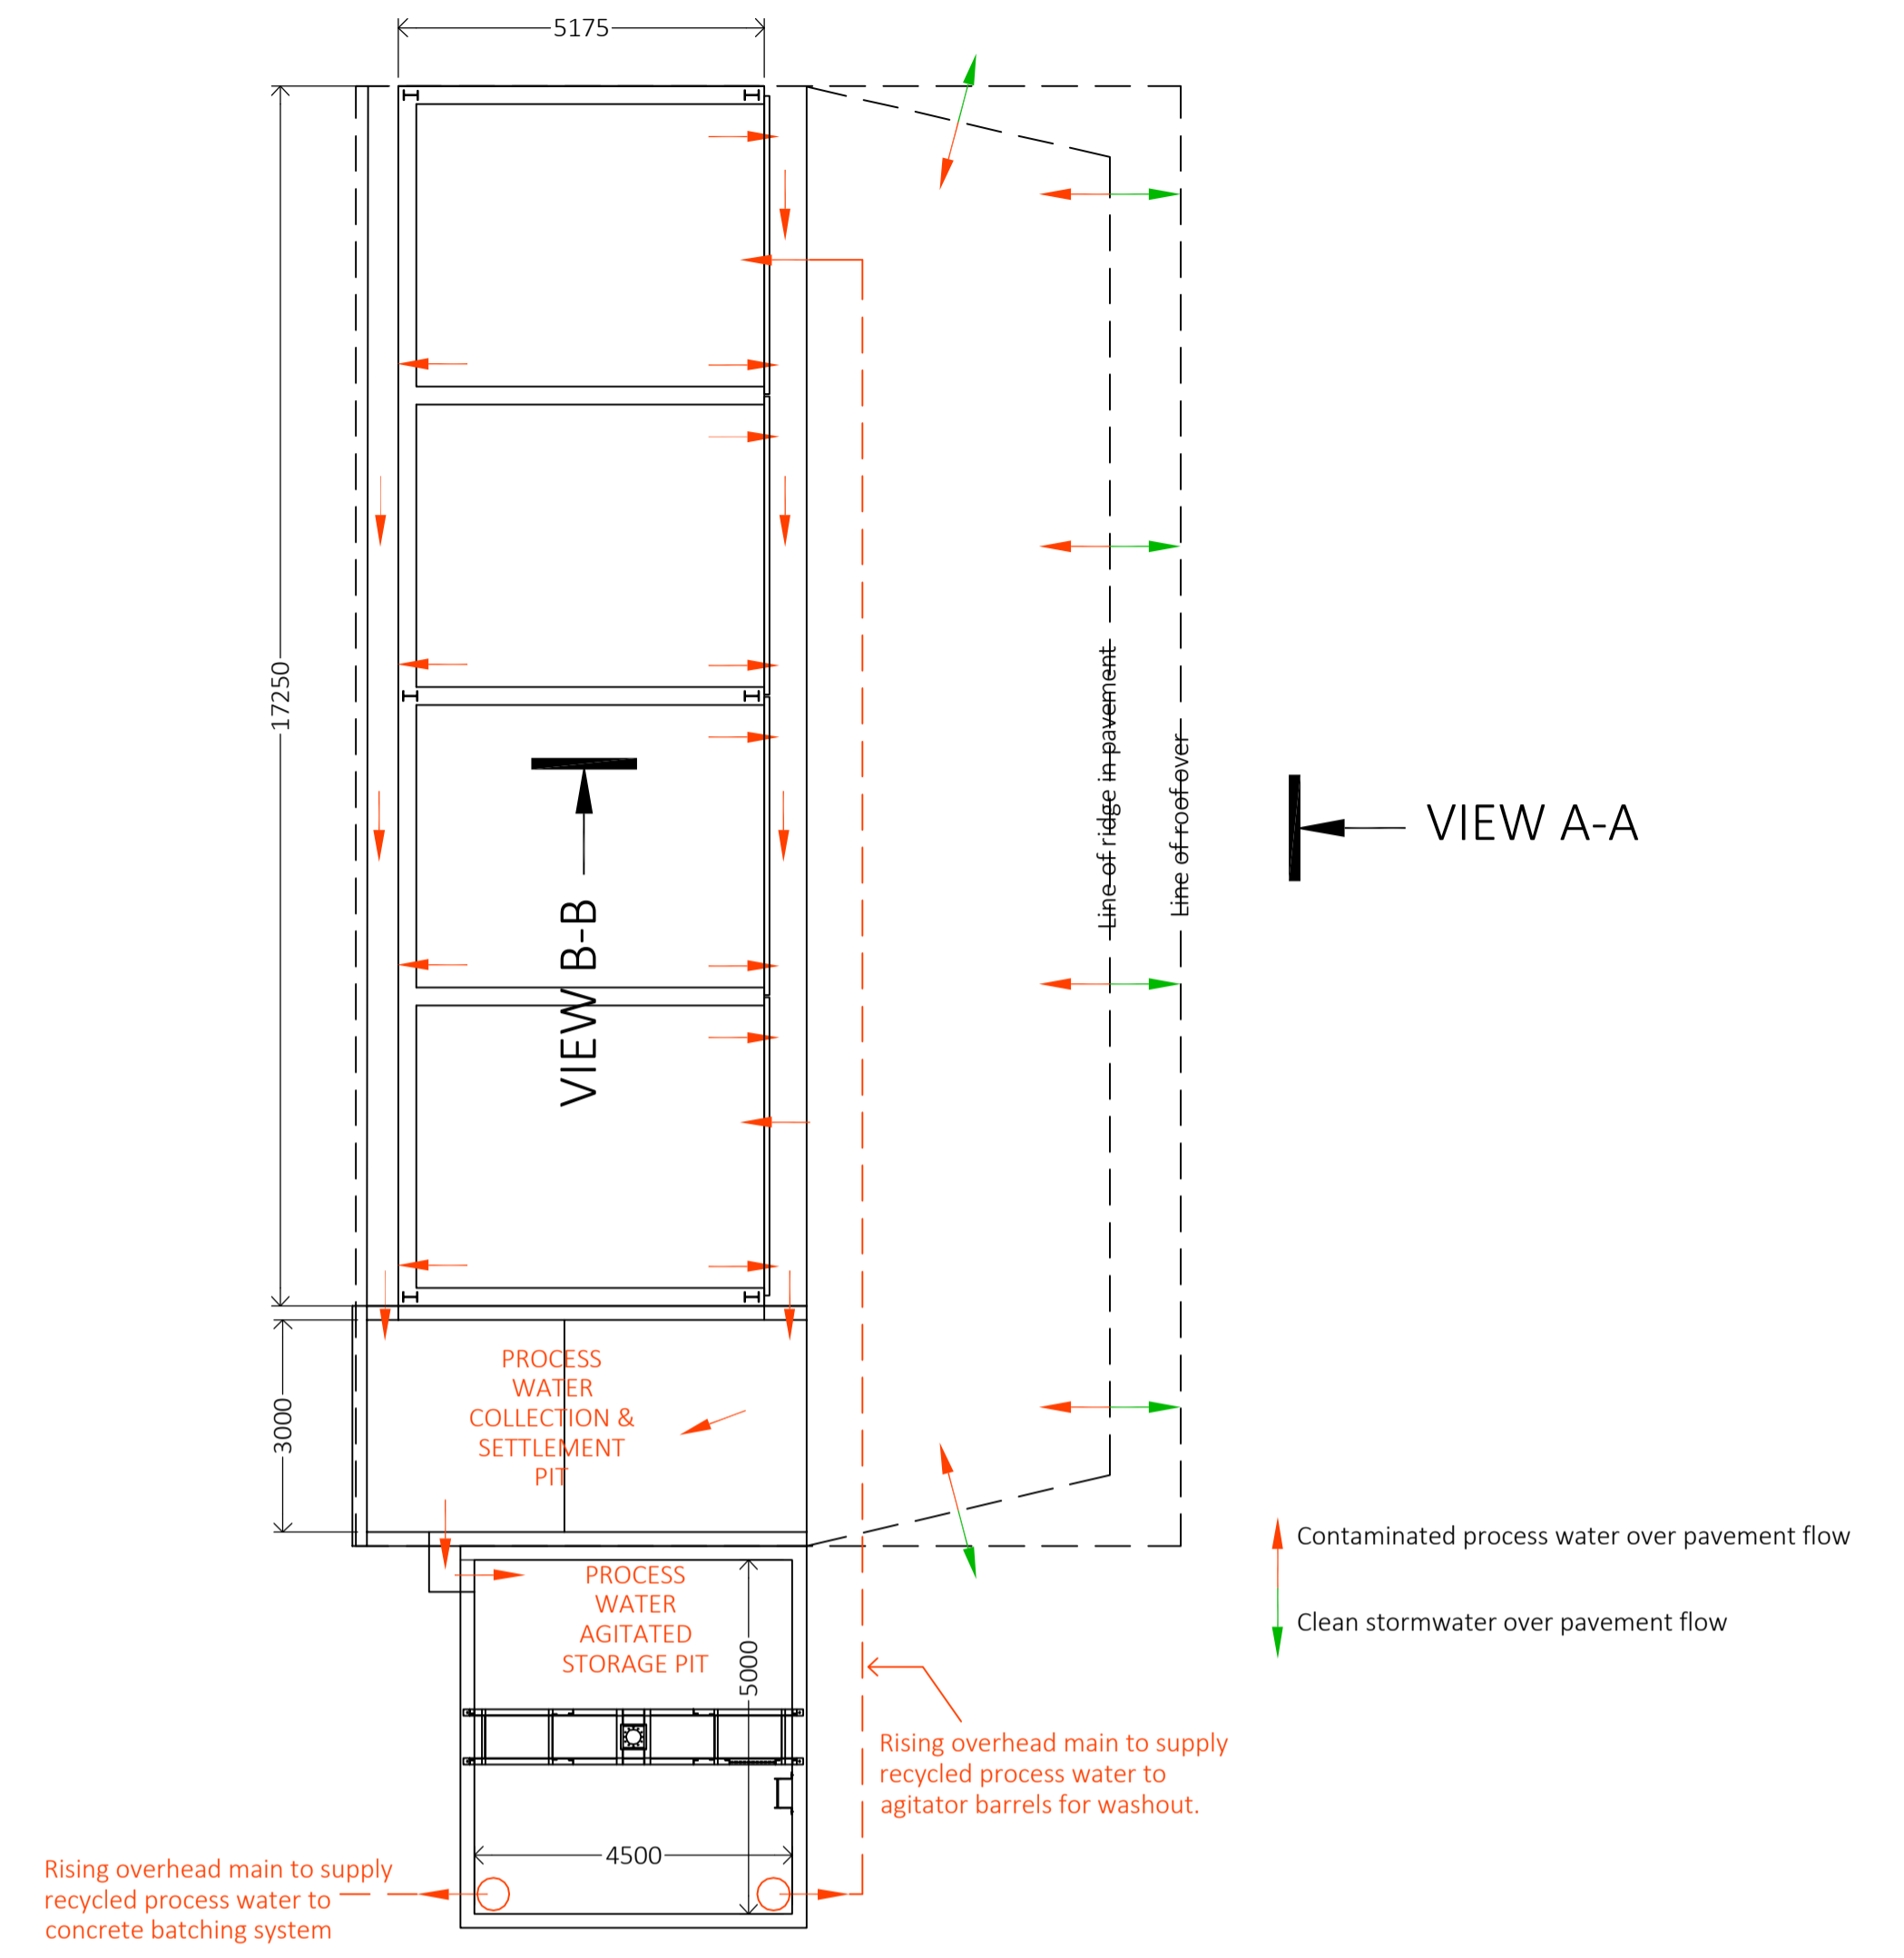 5175
17250
Line of ridge in pavement
Line of roof over
VIEW A-A
VIEW B-B
3000
PROCESS
WATER
COLLECTION &
SETTLEMENT
PIT
Contaminated process water over pavement flow
Clean stormwater over pavement flow
PROCESS
WATER
AGITATED
STORAGE PIT
5000
Rising overhead main to supply
recycled process water to
agitator barrels for washout.
4500
Rising overhead main to supply
recycled process water to
concrete batching system